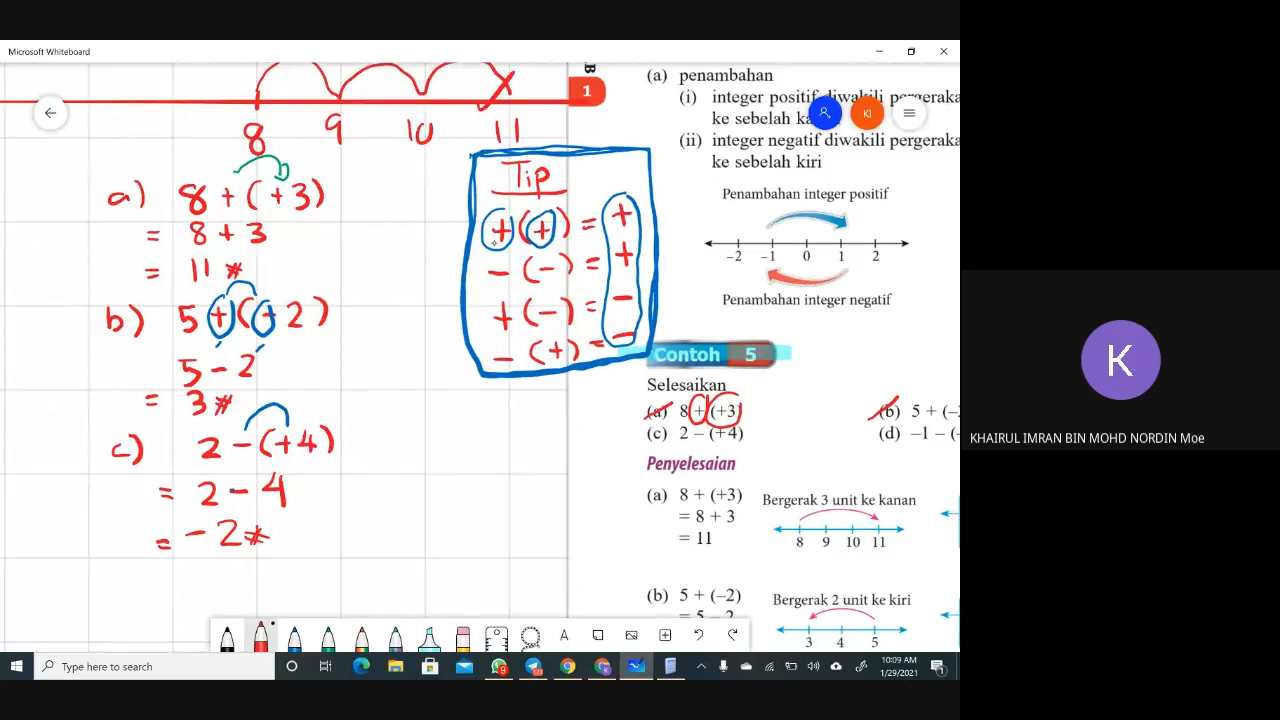 Microsoft Whiteboard
8 9 10 11
a) 8 + (+3)
= 8 + 3
= 11 *
b) 5 + (-2)
5 - 2
= 3 *
c) 2 - (+4)
= 2 - 4
= -2 *
Tip
+ (+) = +
- (-) = +
+ (-) = -
- (+) = -
B
1
(a) penambahan
(i) integer positif diwakili
ke sebelah
(ii) integer negatif diwakili
ke sebelah kiri
KI
Penambahan integer positif
−2 −1 0 1 2
Penambahan integer negatif
Contoh 5
Selesaikan
(a) 8 + (+3) (b) 5 + (–
(c) 2 – (+4) (d) –1 – (–
Penyelesaian
(a) 8 + (+3)
= 8 + 3
= 11
Bergerak 3 unit ke kanan
8 9 10 11
(b) 5 + (–2)
= 5 – 2
Bergerak 2 unit ke kiri
3 4 5
Type here to search
9
123
10:09 AM
1/29/2021
1
K
KHAIRUL IMRAN BIN MOHD NORDIN Moe